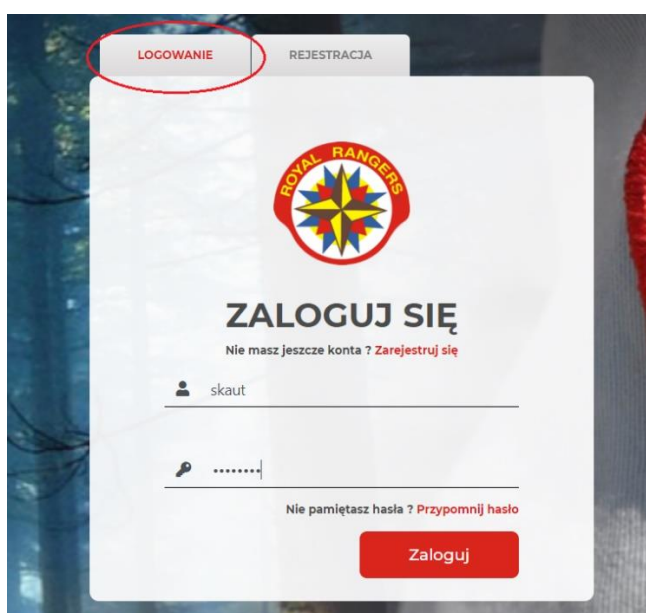 LOGOWANIE
REJESTRACJA
ROYAL RANGERS
ZALOGUJ SIĘ
Nie masz jeszcze konta ? Zarejestruj się
skaut
••••••••
Nie pamiętasz hasła ? Przypomnij hasło
Zaloguj